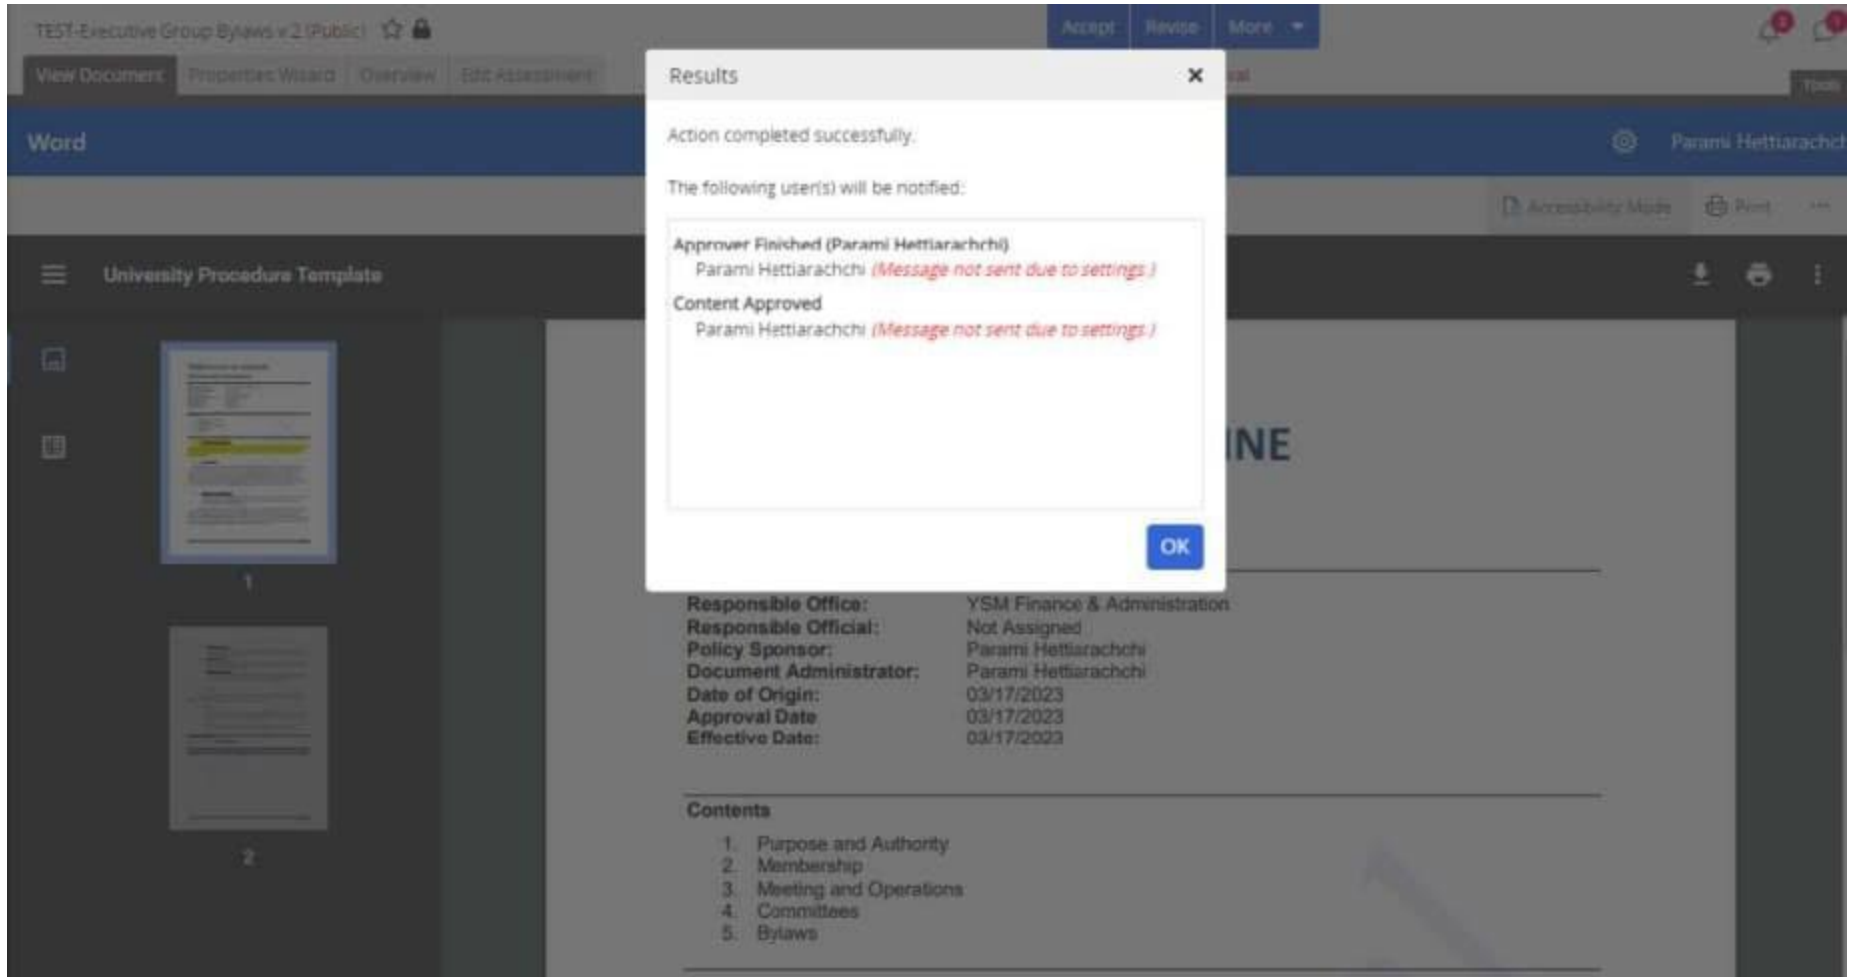 TEST-Executive Group Bylaws v.2 (Public)
Accept Revise More
View Document Properties Wizard Overview Edit Assessment
Tools
Results
Word
Parami Hettiarachch
Action completed successfully.
The following user(s) will be notified:
Accessibility Mode Print
Approver Finished (Parami Hettiarachchi)
Parami Hettiarachchi (Message not sent due to settings.)
Content Approved
Parami Hettiarachchi (Message not sent due to settings.)
University Procedure Template
INE
OK
1
2
Responsible Office: YSM Finance & Administration
Responsible Official: Not Assigned
Policy Sponsor: Parami Hettiarachchi
Document Administrator: Parami Hettiarachchi
Date of Origin: 03/17/2023
Approval Date 03/17/2023
Effective Date: 03/17/2023
Contents
1. Purpose and Authority
2. Membership
3. Meeting and Operations
4. Committees
5. Bylaws